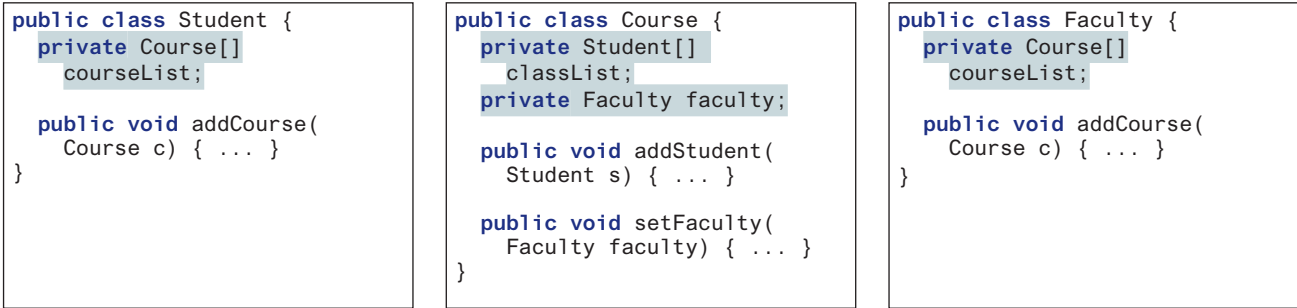 public class Student {
private Course[]
courseList;
public void addCourse(
Course c) { ... }
}
public class Course {
private Student[]
classList;
private Faculty faculty;
public void addStudent(
Student s) { ... }
public void setFaculty(
Faculty faculty) { ... }
}
public class Faculty {
private Course[]
courseList;
public void addCourse(
Course c) { ... }
}